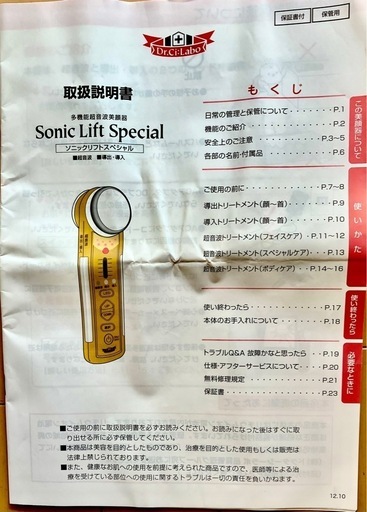 保証書付
保管用
Dr.Ci:Labo
取扱説明書
多機能超音波美顔器
Sonic Lift Special
ソニックリフトスペシャル
■超音波 ■導出・導入
もくじ
日常の管理と保管について・・・・・・P.1
機能のご紹介・・・・・・・・・・・・P.2
安全上のご注意・・・・・・・・・・P.3〜5
各部の名前・付属品・・・・・・・・・P.6
ご使用の前に・・・・・・・・・・・P.7〜8
導出トリートメント(顔〜首)・・・・・P.9
導入トリートメント(顔〜首)・・・・P.10
超音波トリートメント(フェイスケア)・・P.11〜12
超音波トリートメント(スペシャルケア)・・P.13
超音波トリートメント(ボディケア)・・・P.14〜16
使い終わったら・・・・・・・・・・・P.17
本体のお手入れについて・・・・・・・P.18
トラブルQ&A 故障かなと思ったら・・P.19
仕様・アフターサービスについて・・・P.20
無料修理規定・・・・・・・・・・・・P.21
保証書・・・・・・・・・・・・・・・P.23
この美顔器について
使いかた
使い終わったら
必要なときに
■ご使用の前に取扱説明書を必ずお読みください。お読みになった後はすぐに取
り出せる所に必ず保管してください。
■本商品は美容を目的としたものであり、治療を目的とした使用もしくは販売は
法律上禁じられております。
■また、健康なお肌への使用を前提に考えられた商品ですので、医師等による治
療を受けている部位への使用に関するトラブルは一切の責任を負いかねます。
12.10